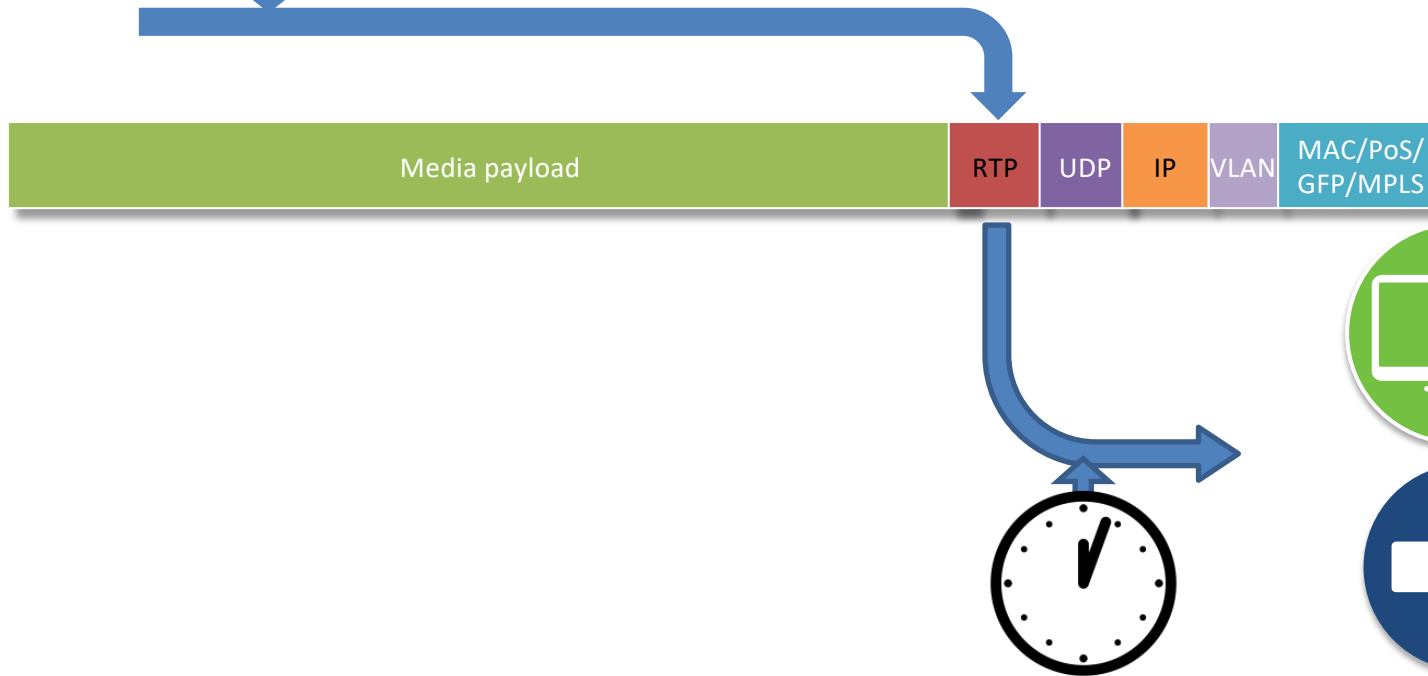 Media payload
RTP
UDP
IP
VLAN
MAC/PoS/
GFP/MPLS